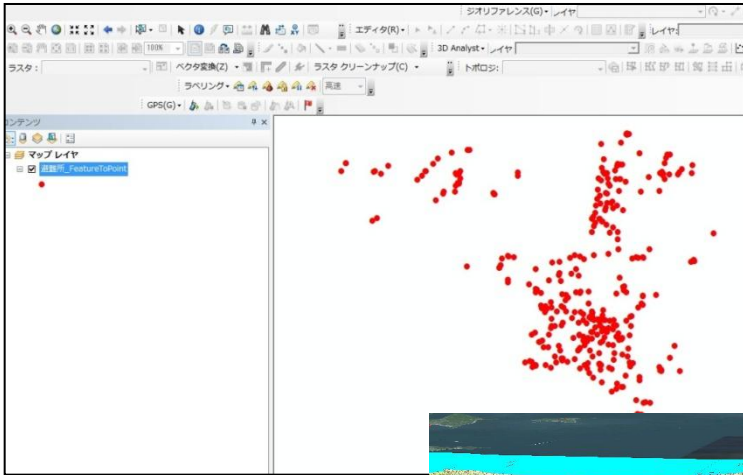 ジオリファレンス(G)▾ レイヤ
エディタ(R)▾
レイヤ:
100%
3D Analyst▾ レイヤ
ラスタ:
ベクタ変換(Z) ▾
ラスタ クリーンナップ(C) ▾
トポロジ:
ラベリング▾
高速
GPS(G)▾
コンテンツ
マップ レイヤ
避難所_FeatureToPoint